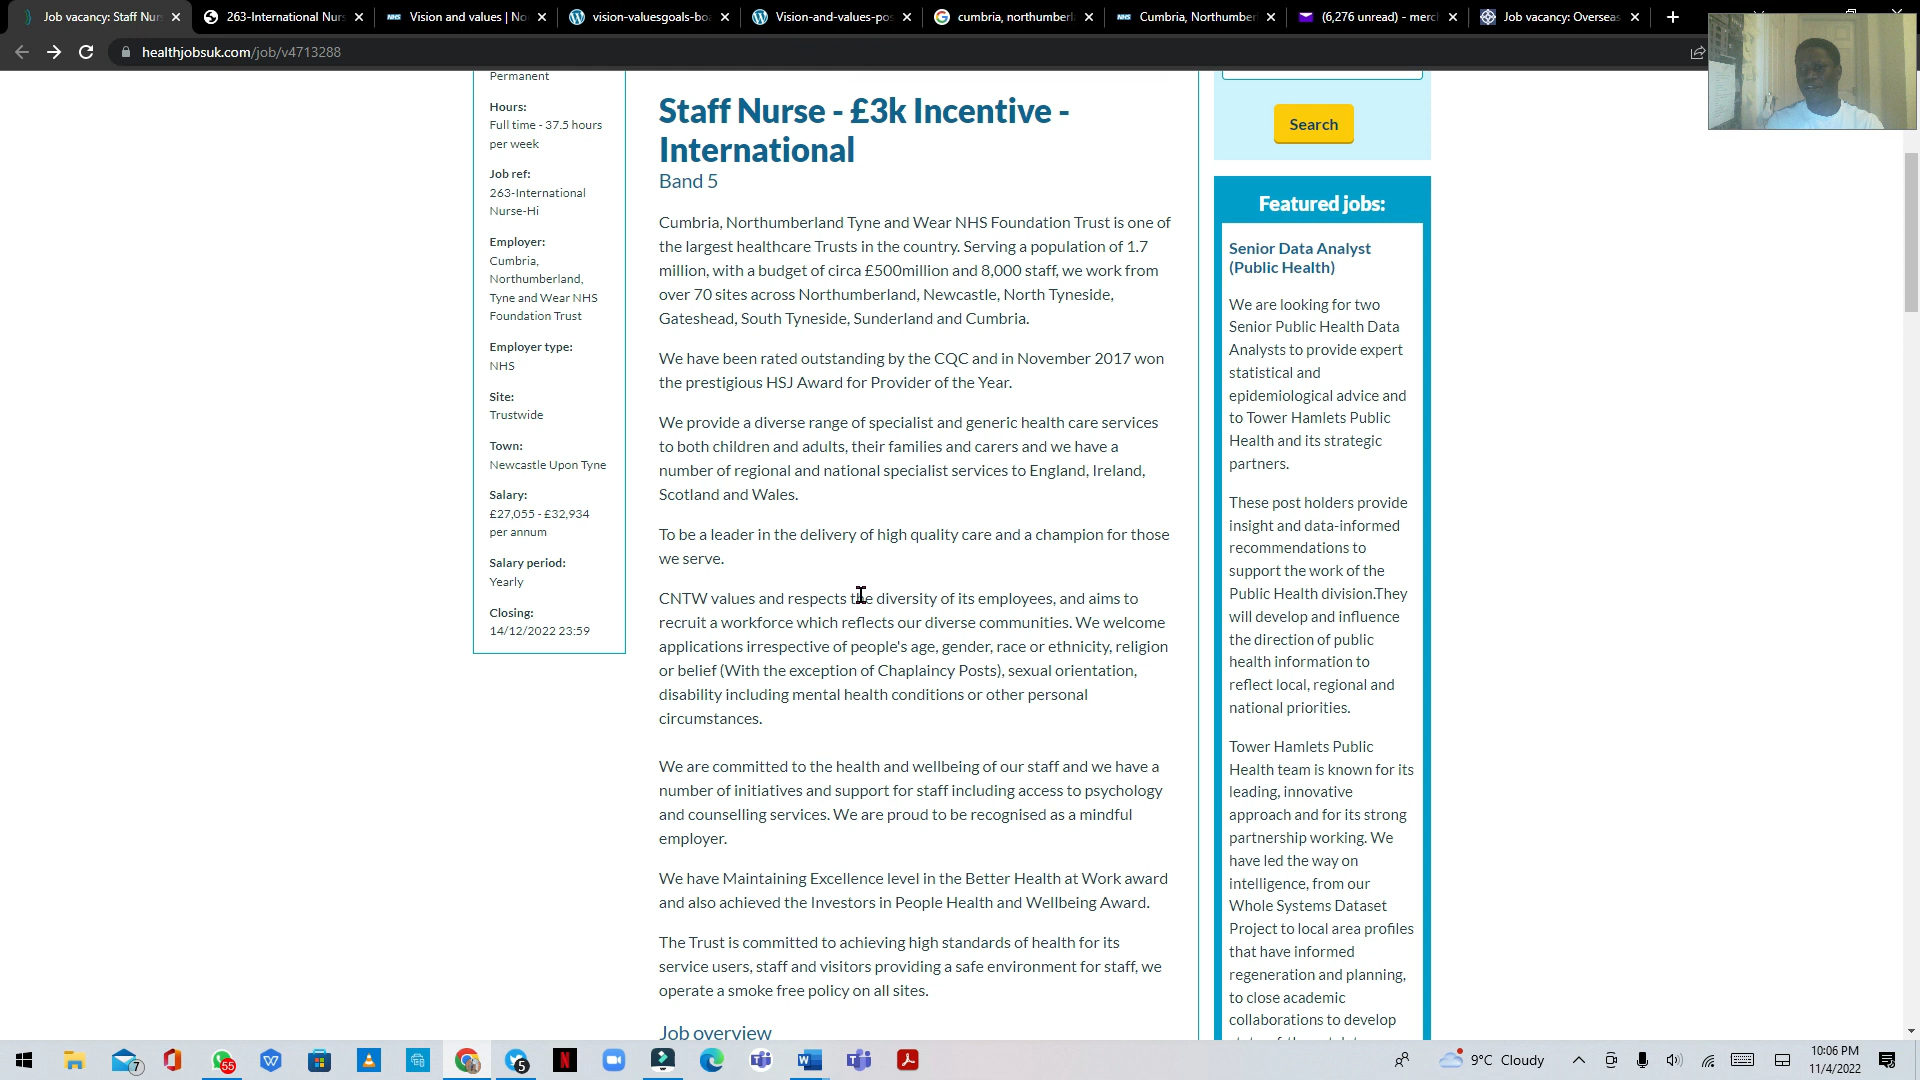 Job vacancy: Staff Nur
263-International Nurs
Vision and values | No
vision-valuesgoals-boa
Vision-and-values-pos
cumbria, northumberl
Cumbria, Northumber
(6,276 unread) - merc
Job vacancy: Overseas
healthjobsuk.com/job/v4713288
Permanent
Hours:
Full time - 37.5 hours
per week
Job ref:
263-International
Nurse-Hi
Employer:
Cumbria,
Northumberland,
Tyne and Wear NHS
Foundation Trust
Employer type:
NHS
Site:
Trustwide
Town:
Newcastle Upon Tyne
Salary:
£27,055 - £32,934
per annum
Salary period:
Yearly
Closing:
14/12/2022 23:59
Staff Nurse - £3k Incentive -
International
Band 5
Cumbria, Northumberland Tyne and Wear NHS Foundation Trust is one of
the largest healthcare Trusts in the country. Serving a population of 1.7
million, with a budget of circa £500million and 8,000 staff, we work from
over 70 sites across Northumberland, Newcastle, North Tyneside,
Gateshead, South Tyneside, Sunderland and Cumbria.
We have been rated outstanding by the CQC and in November 2017 won
the prestigious HSJ Award for Provider of the Year.
We provide a diverse range of specialist and generic health care services
to both children and adults, their families and carers and we have a
number of regional and national specialist services to England, Ireland,
Scotland and Wales.
To be a leader in the delivery of high quality care and a champion for those
we serve.
CNTW values and respects the diversity of its employees, and aims to
recruit a workforce which reflects our diverse communities. We welcome
applications irrespective of people's age, gender, race or ethnicity, religion
or belief (With the exception of Chaplaincy Posts), sexual orientation,
disability including mental health conditions or other personal
circumstances.
We are committed to the health and wellbeing of our staff and we have a
number of initiatives and support for staff including access to psychology
and counselling services. We are proud to be recognised as a mindful
employer.
We have Maintaining Excellence level in the Better Health at Work award
and also achieved the Investors in People Health and Wellbeing Award.
The Trust is committed to achieving high standards of health for its
service users, staff and visitors providing a safe environment for staff, we
operate a smoke free policy on all sites.
Job overview
Search
Featured jobs:
Senior Data Analyst
(Public Health)
We are looking for two
Senior Public Health Data
Analysts to provide expert
statistical and
epidemiological advice and
to Tower Hamlets Public
Health and its strategic
partners.
These post holders provide
insight and data-informed
recommendations to
support the work of the
Public Health division.They
will develop and influence
the direction of public
health information to
reflect local, regional and
national priorities.
Tower Hamlets Public
Health team is known for its
leading, innovative
approach and for its strong
partnership working. We
have led the way on
intelligence, from our
Whole Systems Dataset
Project to local area profiles
that have informed
regeneration and planning,
to close academic
collaborations to develop
7
55
5
9°C Cloudy
10:06 PM
11/4/2022